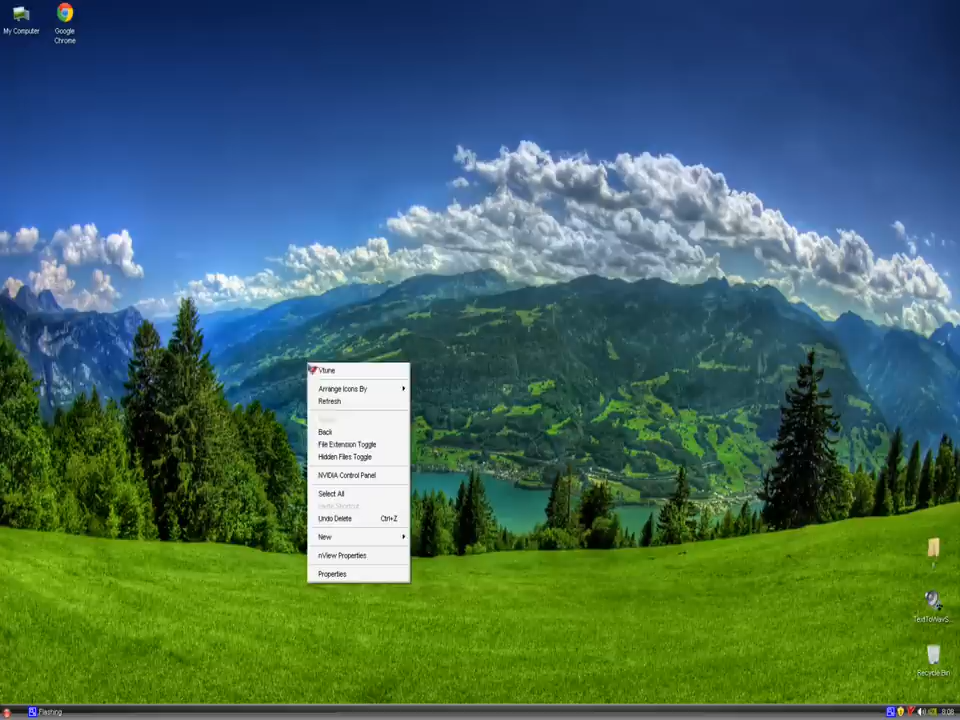 My Computer
Google
Chrome
Vtune
Arrange Icons By
Refresh
Back
File Extension Toggle
Hidden Files Toggle
NVIDIA Control Panel
Select All
Undo Delete Ctrl+Z
New
nView Properties
Properties
TextToWavS...
Recycle Bin
Flashing
8:08